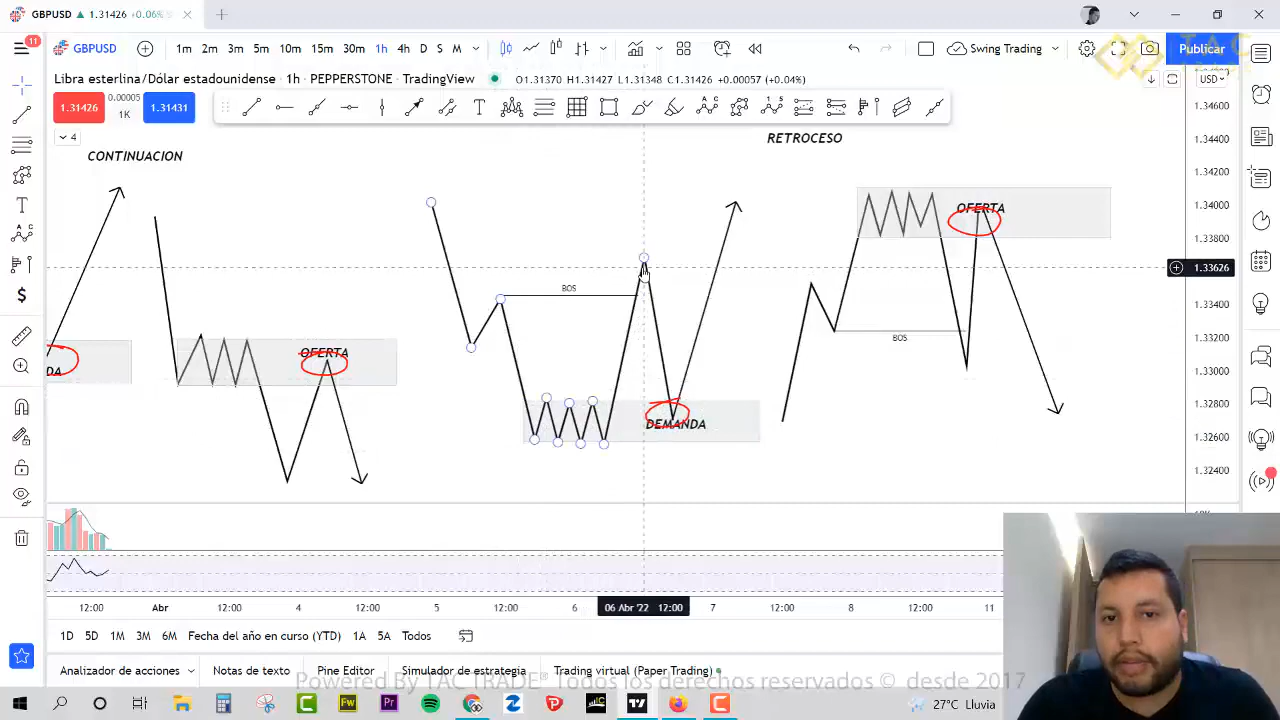 GBPUSD ▲ 1.31426 +0.06% S
11
GBPUSD
1m 2m 3m 5m 10m 15m 30m 1h 4h D S M
Swing Trading
Publicar
Libra esterlina/Dólar estadounidense · 1h · PEPPERSTONE · TradingView
O1.31370 H1.31427 L1.31348 C1.31426 +0.00057 (+0.04%)
USD
1.31426
0.00005
1K
1.31431
4
CONTINUACION
RETROCESO
OFERTA
BOS
DEMANDA
OFERTA
BOS
DA
1.34600
1.34400
1.34200
1.34000
1.33800
1.33626
1.33400
1.33200
1.33000
1.32800
1.32600
1.32400
12:00 Abr 12:00 4 12:00 5 12:00 6 06 Abr '22 12:00 7 12:00 8 12:00 11
1D 5D 1M 3M 6M Fecha del año en curso (YTD) 1A 5A Todos
Analizador de acciones Notas de texto Pine Editor Simulador de estrategia Trading virtual (Paper Trading)
Powered By TAC TRADE® Todos los derechos reservados © desde 2017
27°C Lluvia